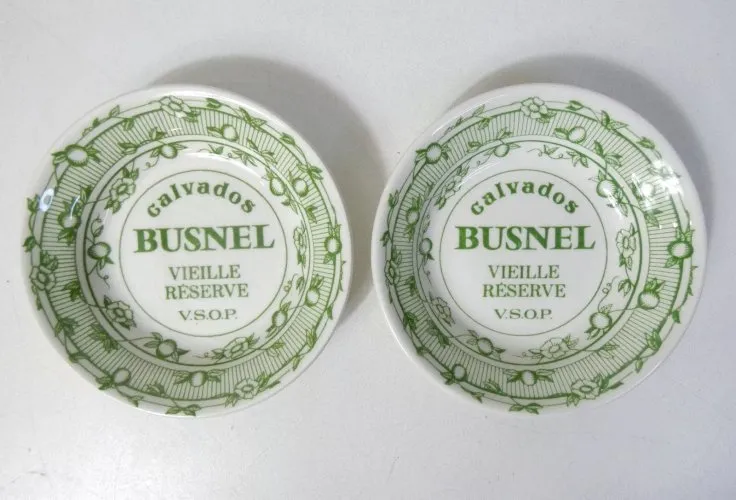 Calvados
BUSNEL
VIEILLE
RÉSERVE
V.S.O.P.
Calvados
BUSNEL
VIEILLE
RÉSERVE
V.S.O.P.